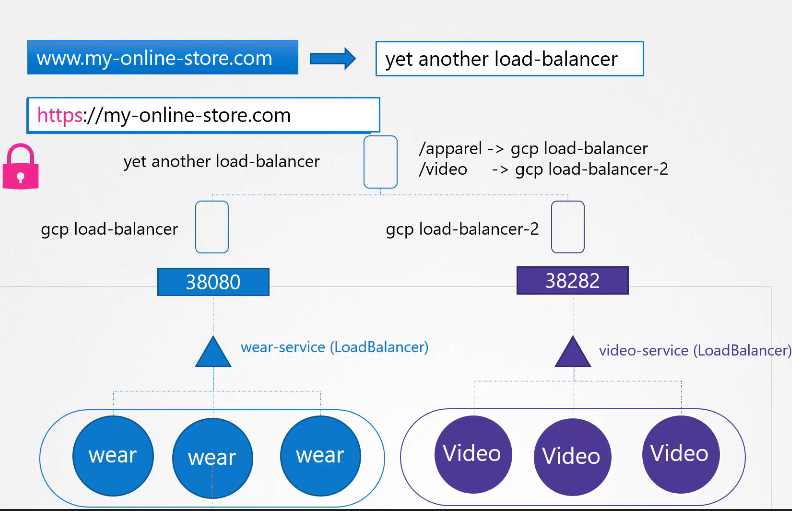 www.my-online-store.com
yet another load-balancer
https://my-online-store.com
yet another load-balancer
/apparel -> gcp load-balancer
/video -> gcp load-balancer-2
gcp load-balancer
gcp load-balancer-2
38080
38282
wear-service (LoadBalancer)
video-service (LoadBalancer)
wear
wear
wear
Video
Video
Video